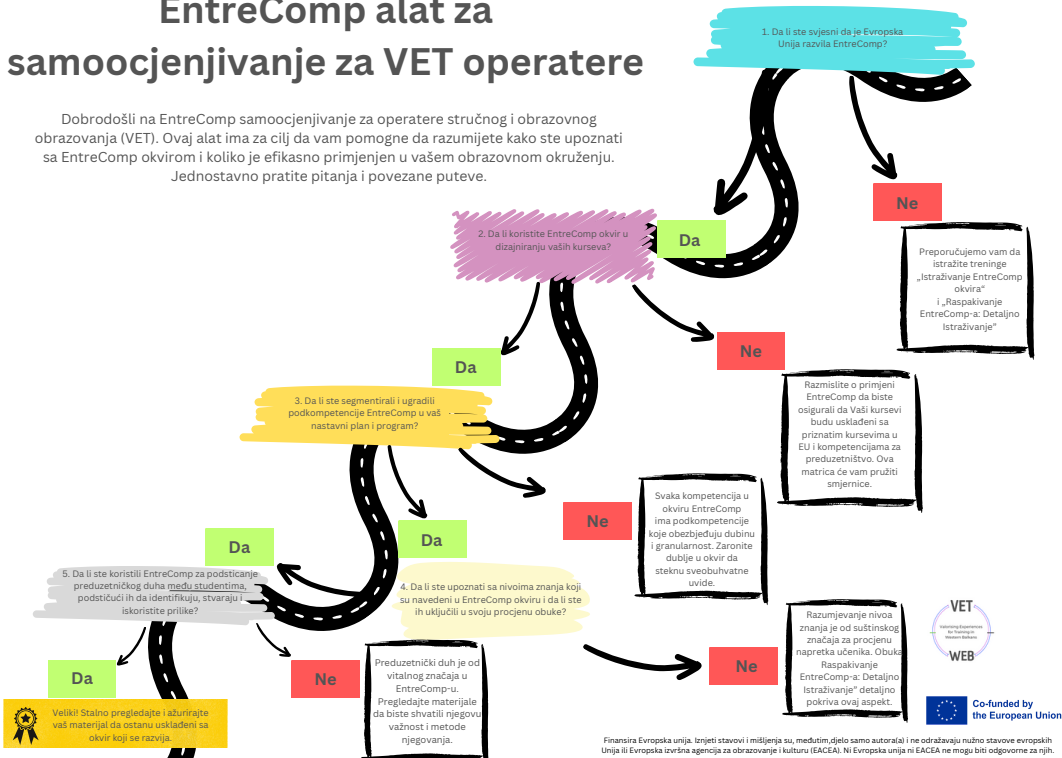 EntreComp alat za
samoocjenjivanje za VET operatere
Dobrodošli na EntreComp samoocjenjivanje za operatere stručnog i obrazovnog
obrazovanja (VET). Ovaj alat ima za cilj da vam pomogne da razumijete kako ste upoznati
sa EntreComp okvirom i koliko je efikasno primjenjen u vašem obrazovnom okruženju.
Jednostavno pratite pitanja i povezane puteve.
1. Da li ste svjesni da je Evropska
Unija razvila EntreComp?
Ne
Preporučujemo vam da
istražite treninge
„Istraživanje EntreComp
okvira“
i „Raspakivanje
EntreComp-a: Detaljno
Istraživanje”
Da
2. Da li koristite EntreComp okvir u
dizajniranju vaših kurseva?
Ne
Razmislite o primjeni
EntreComp da biste
osigurali da Vaši kursevi
budu usklađeni sa
priznatim kursevima u
EU i kompetencijama za
preduzetništvo. Ova
matrica će vam pružiti
smjernice.
Da
3. Da li ste segmentirali i ugradili
podkompetencije EntreComp u vaš
nastavni plan i program?
Ne
Svaka kompetencija u
okviru EntreComp
ima podkompetencije
koje obezbjeđuju dubinu
i granularnost. Zaronite
dublje u okvir da
steknu sveobuhvatne
uvide.
Da
4. Da li ste upoznati sa nivoima znanja koji
su navedeni u EntreComp okviru i da li ste
ih uključili u svoju procjenu obuke?
Ne
Razumjevanje nivoa
znanja je od suštinskog
značaja za procjenu
napretka učenika. Obuka
Raspakivanje
EntreComp-a: Detaljno
Istraživanje” detaljno
pokriva ovaj aspekt.
Da
5. Da li ste koristili EntreComp za podsticanje
preduzetničkog duha među studentima,
podstičući ih da identifikuju, stvaraju i
iskoristite prilike?
Ne
Preduzetnički duh je od
vitalnog značaja u
EntreComp-u.
Pregledajte materijale
da biste shvatili njegovu
važnost i metode
njegovanja.
Da
Veliki! Stalno pregledajte i ažurirajte
vaš materijal da ostanu usklađeni sa
okvir koji se razvija.
VET
Valorising Experiences
for Training in
Western Balkans
WEB
Co-funded by
the European Union
Finansira Evropska unija. Iznjeti stavovi i mišljenja su, međutim,djelo samo autora(a) i ne odražavaju nužno stavove evropskih
Unija ili Evropska izvršna agencija za obrazovanje i kulturu (EACEA). Ni Evropska unija ni EACEA ne mogu biti odgovorne za njih.